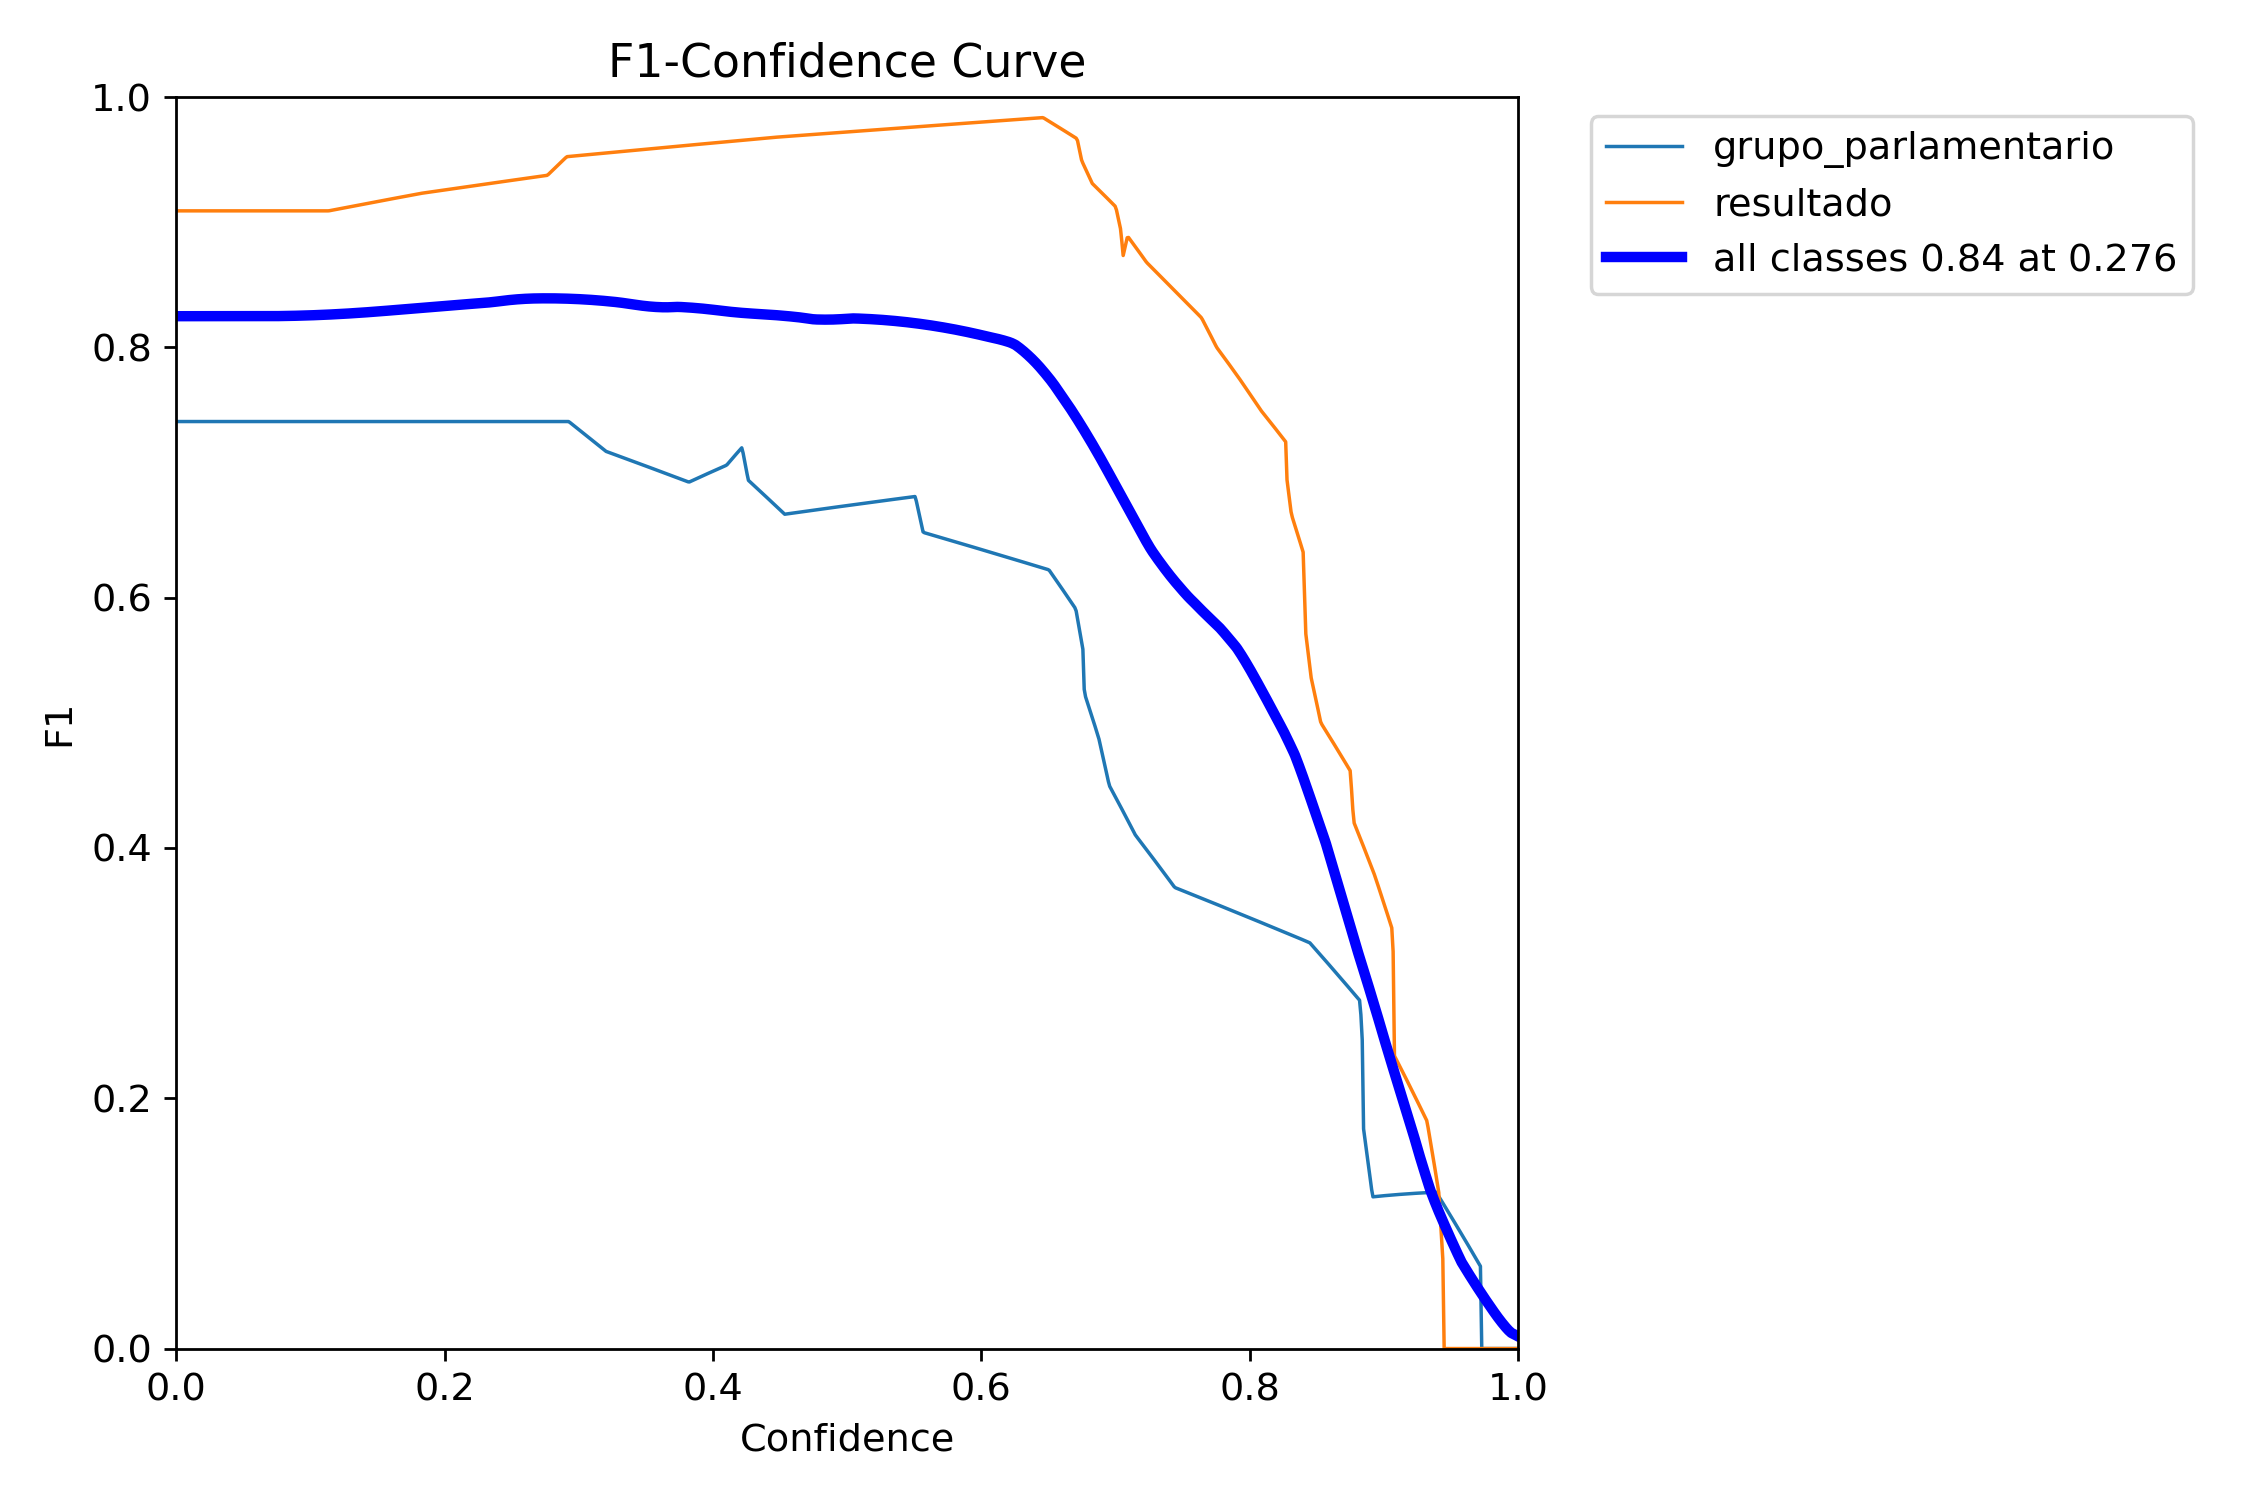 F1-Confidence Curve
1.0
0.8
0.6
0.4
0.2
0.0
F1
0.0 0.2 0.4 0.6 0.8 1.0
Confidence
grupo_parlamentario
resultado
all classes 0.84 at 0.276